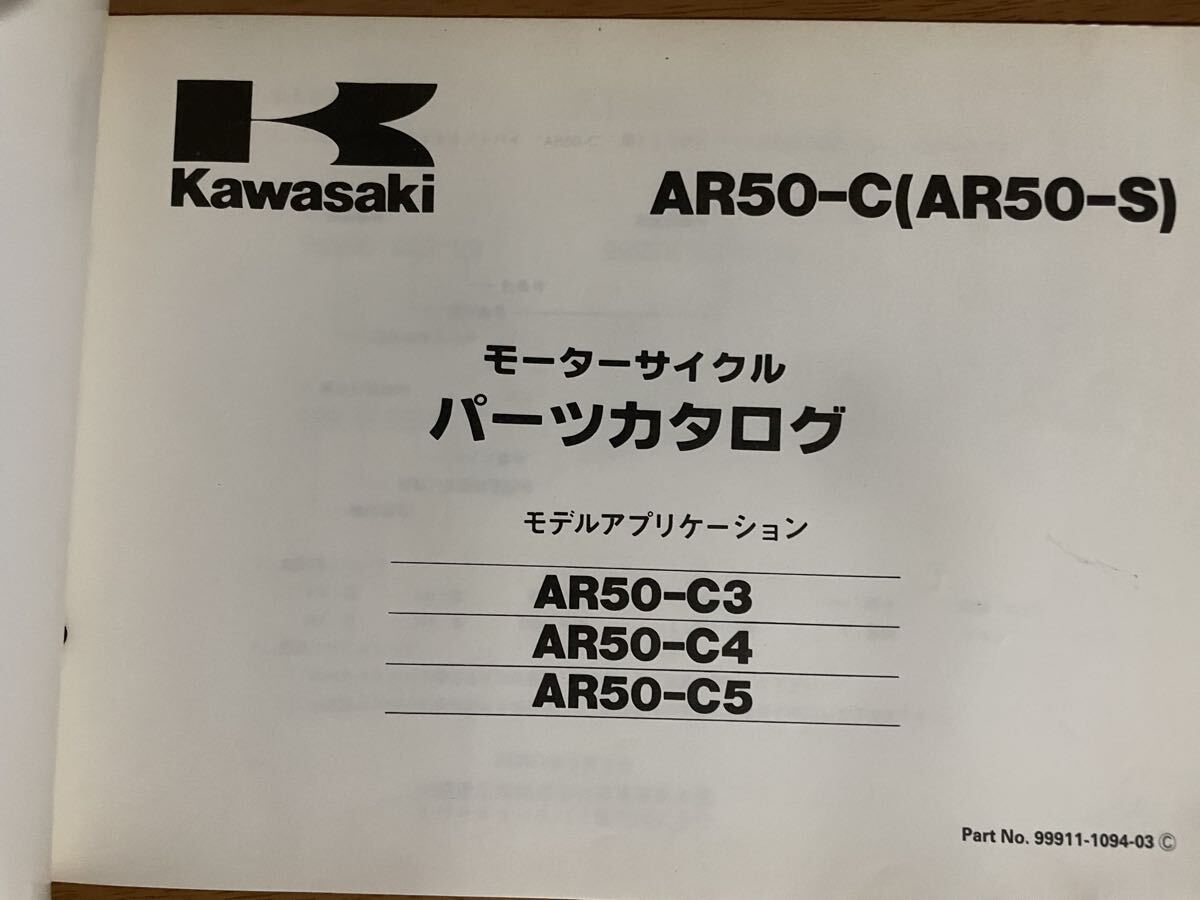 Kawasaki
AR50-C(AR50-S)
モーターサイクル
パーツカタログ
モデルアプリケーション
AR50-C3
AR50-C4
AR50-C5
Part No. 99911-1094-03 Ⓒ